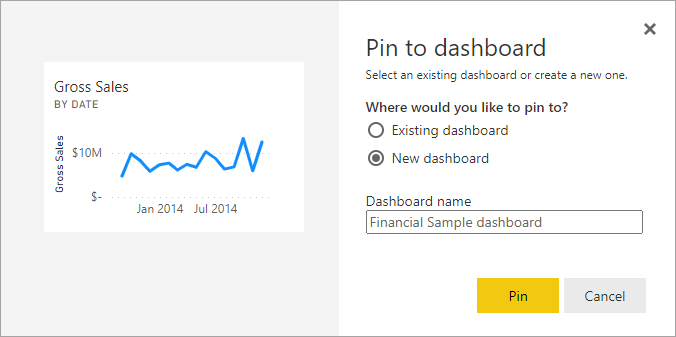 Gross Sales
BY DATE
Gross Sales
$10M
$-
Jan 2014 Jul 2014
Pin to dashboard
Select an existing dashboard or create a new one.
Where would you like to pin to?
Existing dashboard
New dashboard
Dashboard name
Financial Sample dashboard
Pin Cancel